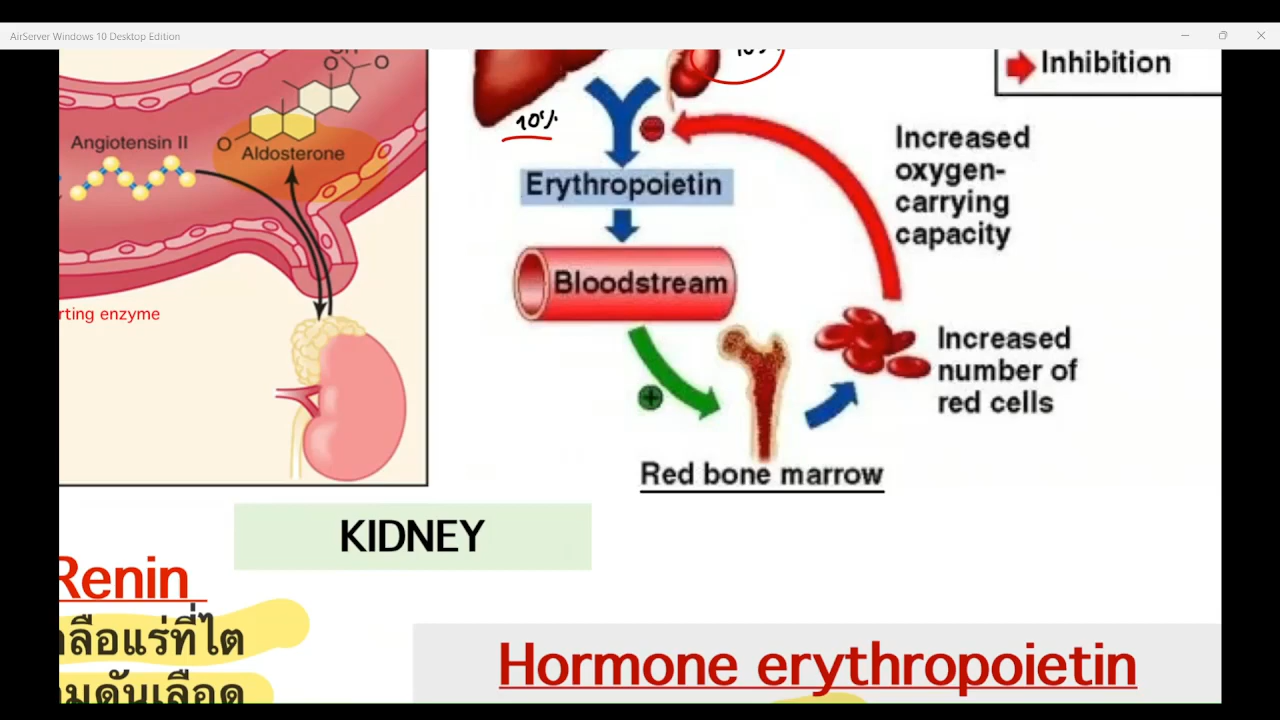 AirServer Windows 10 Desktop Edition
Inhibition
10%
Angiotensin II
O
O
O
Aldosterone
Increased
oxygen-
carrying
capacity
Erythropoietin
Bloodstream
rting enzyme
Increased
number of
red cells
Red bone marrow
KIDNEY
Renin
ลือแร่ที่ไต
มดันเลือด
Hormone erythropoietin